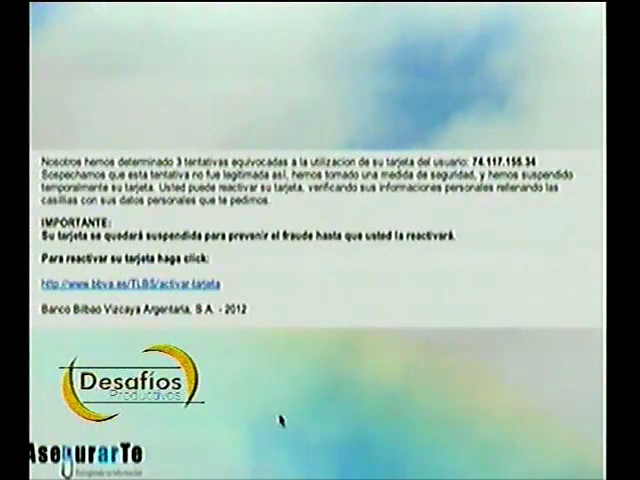 Nosotros hemos determinado 3 tentativas equivocadas a la utilizacion de su tarjeta del usuario: 74.117.155.34
Sospechamos que esta tentativa no fue legitimada así, hemos tomado una medida de seguridad, y hemos suspendido
temporalmente su tarjeta. Usted puede reactivar su tarjeta, verificando sus informaciones personales rellenando las
casillas con sus datos personales que te pedimos.
IMPORTANTE:
Su tarjeta se quedará suspendida para prevenir el fraude hasta que usted la reactivará.
Para reactivar su tarjeta haga click:
http://www.bbva.es/TLBS/activar-tarjeta
Banco Bilbao Vizcaya Argentaria, S.A. - 2012
Desafíos
Productivos
AsegurarTe